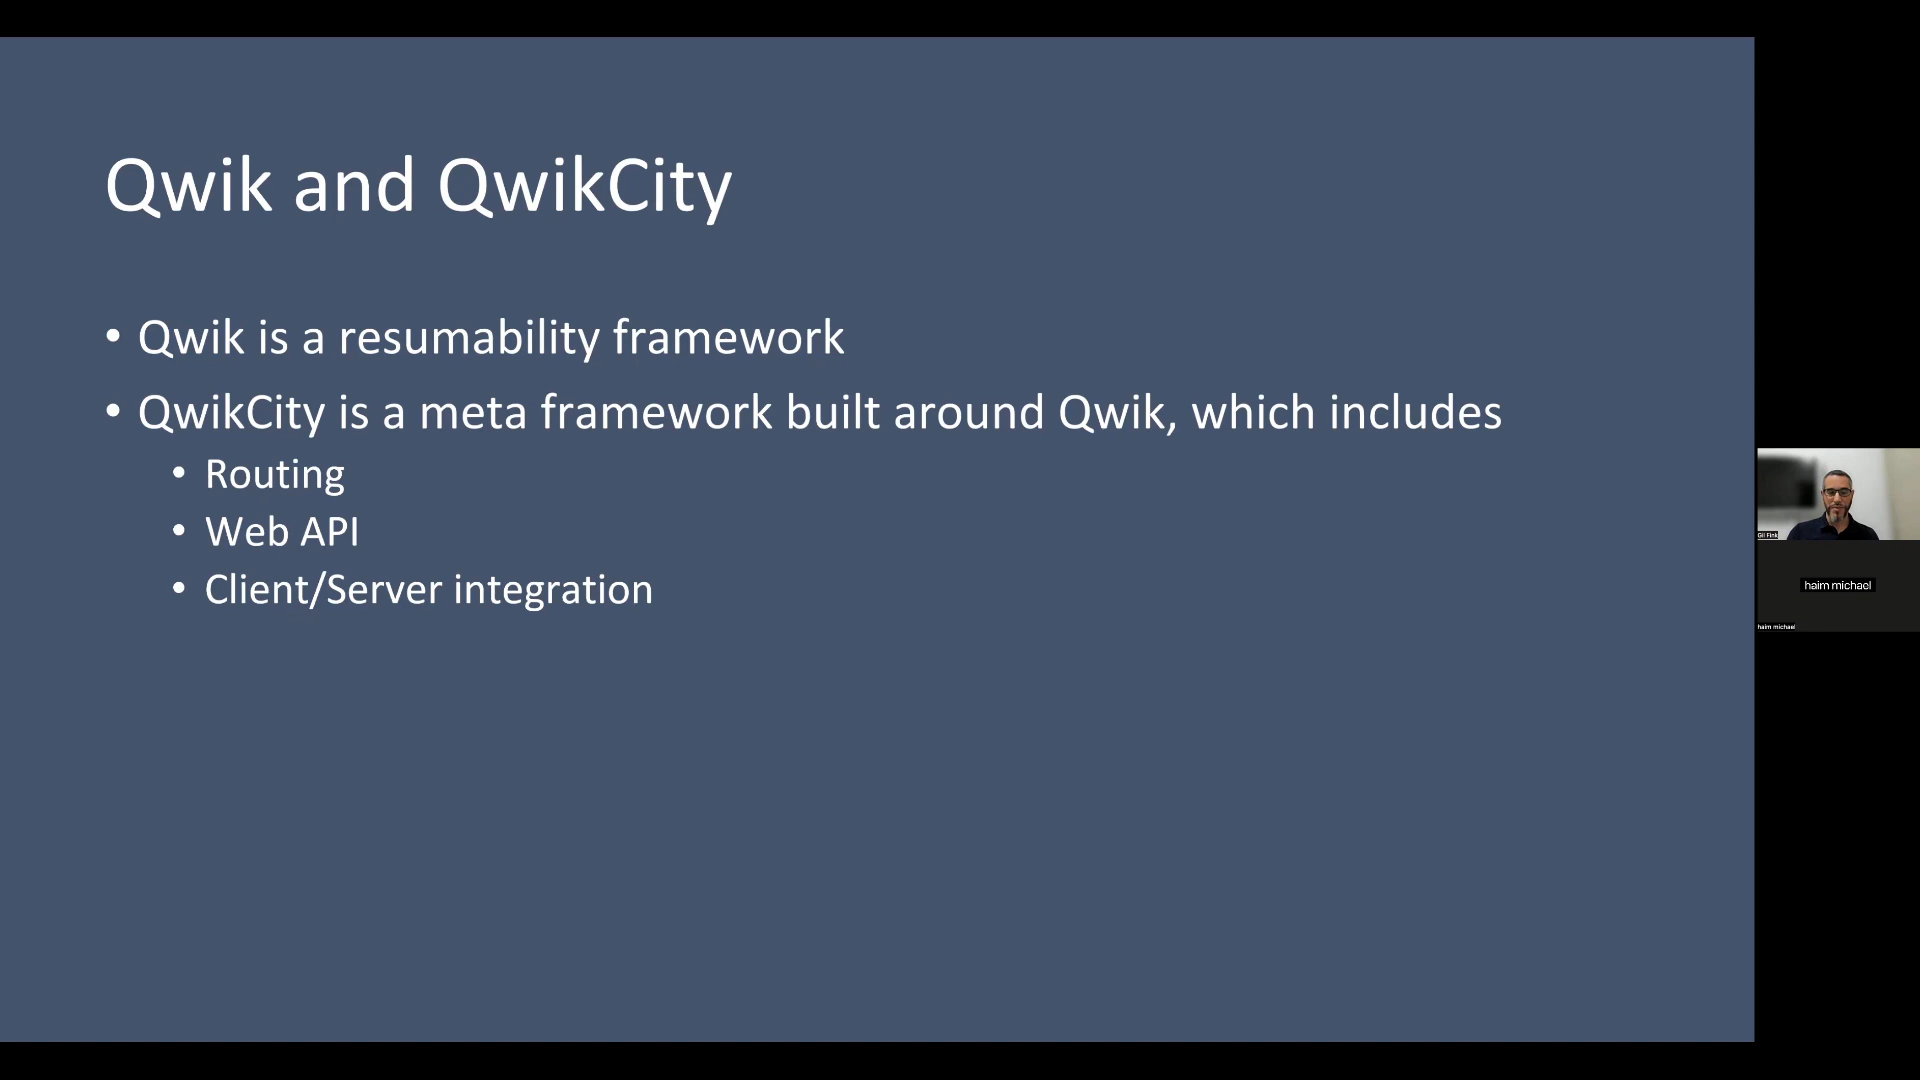 Qwik and QwikCity
• Qwik is a resumability framework
• QwikCity is a meta framework built around Qwik, which includes
• Routing
• Web API
• Client/Server integration
Gil Fink
haim michael
haim michael